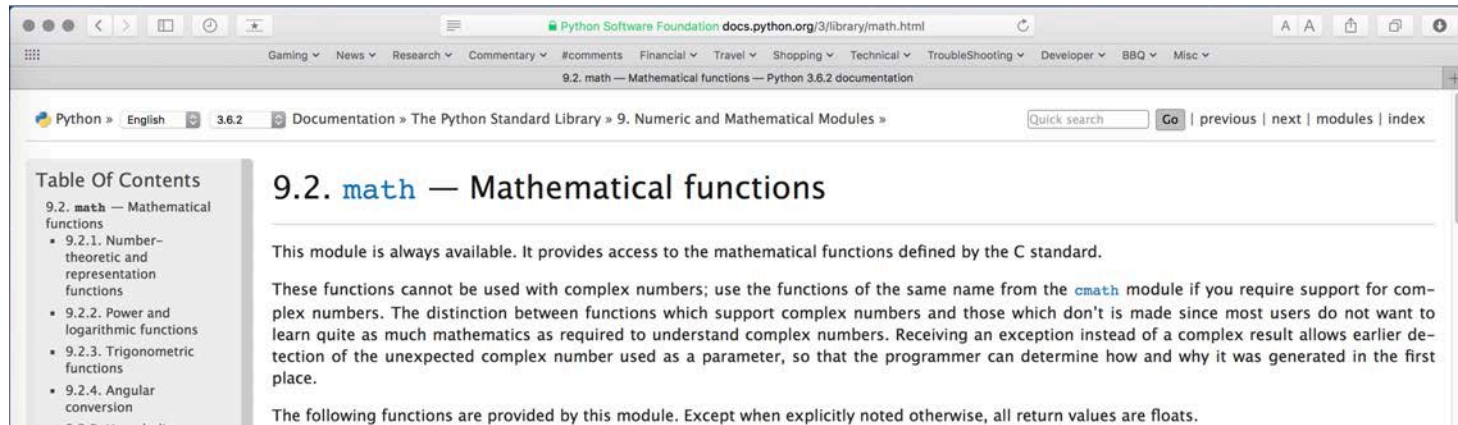 Python Software Foundation docs.python.org/3/library/math.html
A A
Gaming News Research Commentary #comments Financial Travel Shopping Technical TroubleShooting Developer BBQ Misc
9.2. math — Mathematical functions — Python 3.6.2 documentation
Python » English 3.6.2 Documentation » The Python Standard Library » 9. Numeric and Mathematical Modules » Quick search Go | previous | next | modules | index
Table Of Contents
9.2. math — Mathematical
functions
▪ 9.2.1. Number-
theoretic and
representation
functions
▪ 9.2.2. Power and
logarithmic functions
▪ 9.2.3. Trigonometric
functions
▪ 9.2.4. Angular
conversion
9.2. math — Mathematical functions
This module is always available. It provides access to the mathematical functions defined by the C standard.
These functions cannot be used with complex numbers; use the functions of the same name from the cmath module if you require support for com-
plex numbers. The distinction between functions which support complex numbers and those which don't is made since most users do not want to
learn quite as much mathematics as required to understand complex numbers. Receiving an exception instead of a complex result allows earlier de-
tection of the unexpected complex number used as a parameter, so that the programmer can determine how and why it was generated in the first
place.
The following functions are provided by this module. Except when explicitly noted otherwise, all return values are floats.